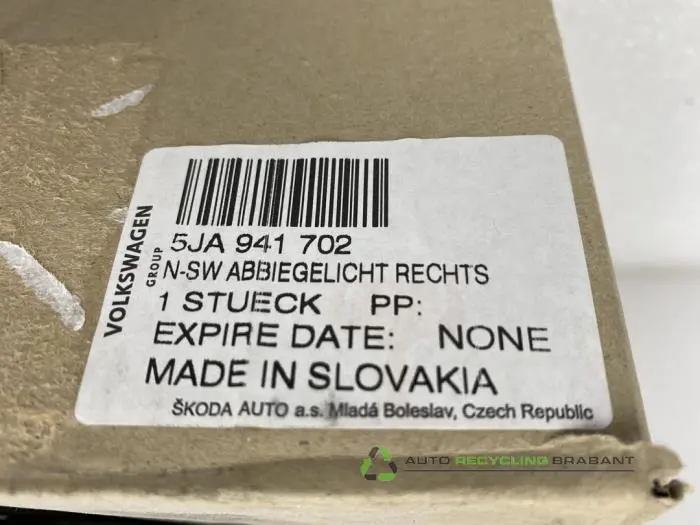 VOLKSWAGEN
GROUP
5JA 941 702
N-SW ABBIEGELICHT RECHTS
1 STUECK PP:
EXPIRE DATE: NONE
MADE IN SLOVAKIA
ŠKODA AUTO a.s. Mladá Boleslav, Czech Republic
AUTO RECYCLING BRABANT